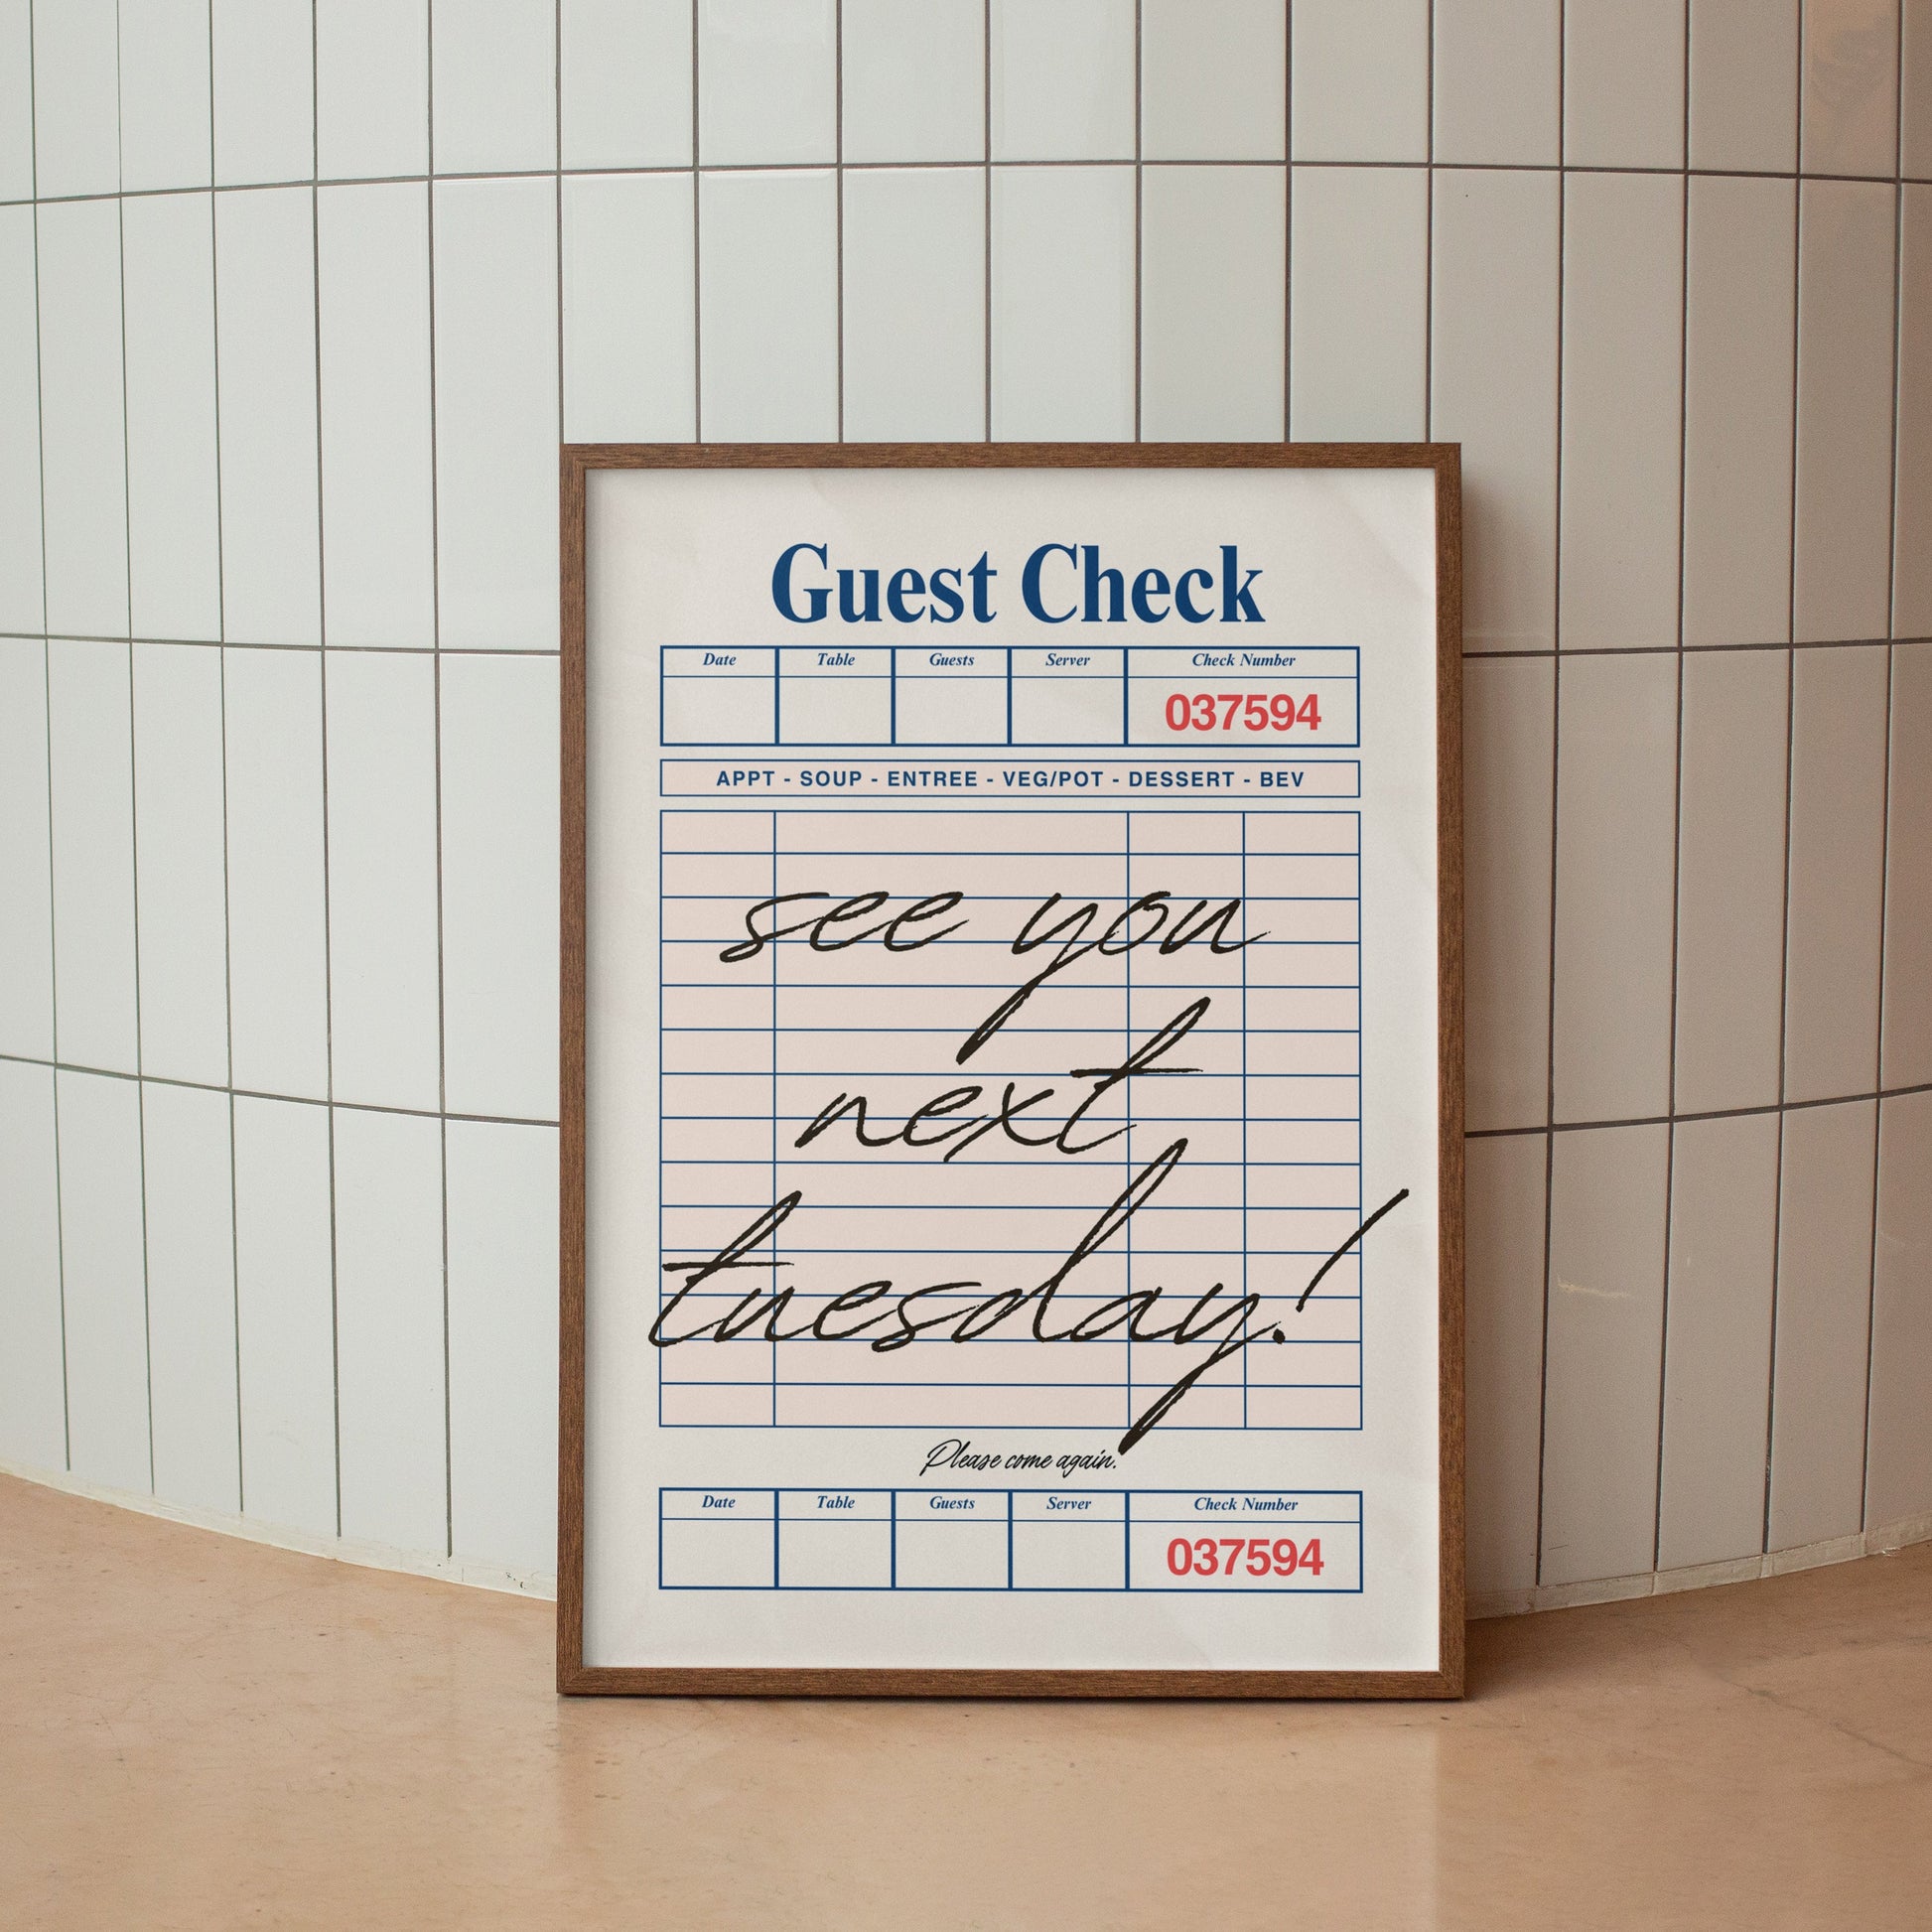 Guest Check
Date Table Guests Server Check Number
037594
APPT - SOUP - ENTREE - VEG/POT - DESSERT - BEV
see you
next
tuesday!
Please come again.
Date Table Guests Server Check Number
037594